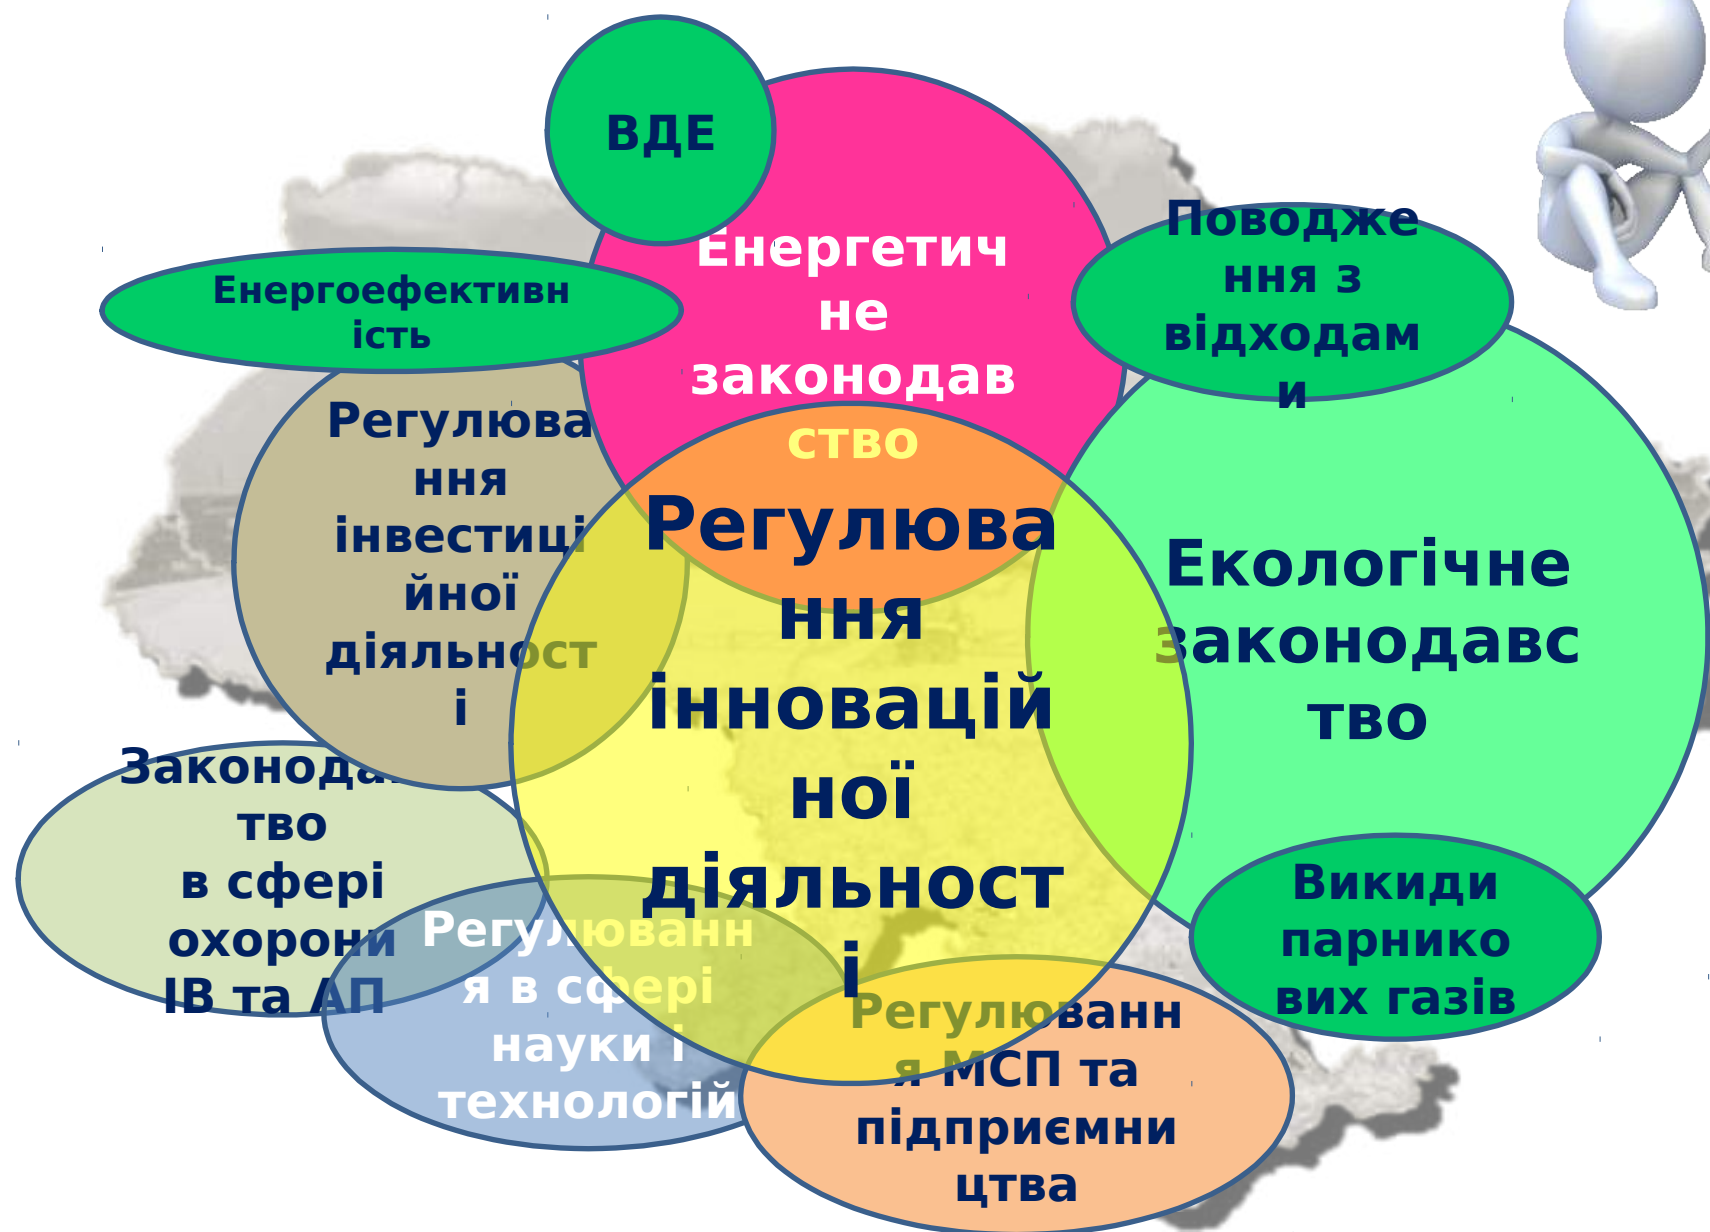 ВДЕ
Енергетич
не
законодав
ство
Поводже
ння з
відходам
и
Енергоефективн
ість
Регулюва
ння
інвестиці
йної
діяльност
і
Регулюва
ння
інновацій
ної
діяльност
і
Екологічне
законодавс
тво
тво
в сфері
охорони
ІВ та АП
Регулюванн
я в сфері
науки і
технологій
Регулюванн
я МСП та
підприємни
цтва
Викиди
парнико
вих газів